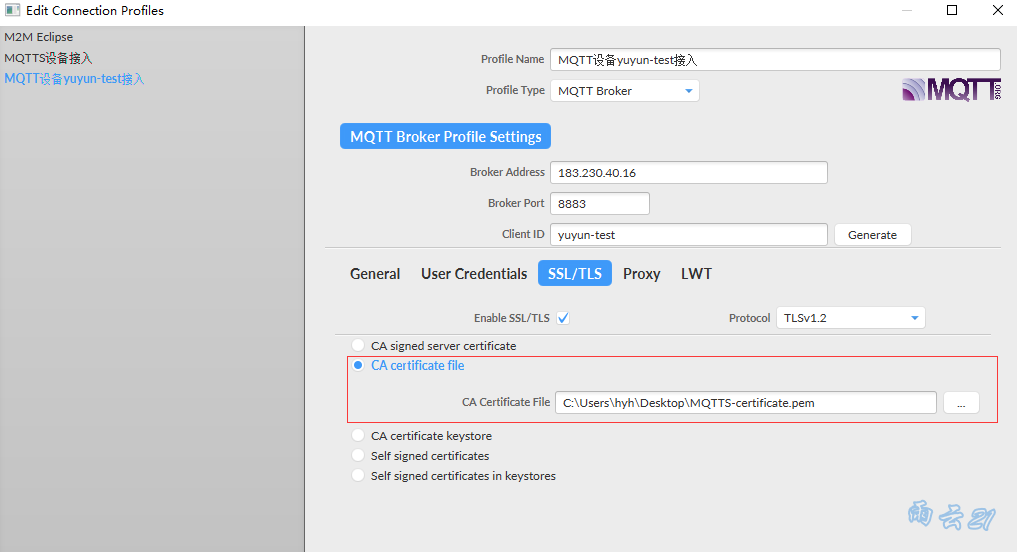 Edit Connection Profiles
M2M Eclipse
MQTTS设备接入
MQTT设备yuyun-test接入
Profile Name MQTT设备yuyun-test接入
Profile Type MQTT Broker
MQTT.ORG
MQTT Broker Profile Settings
Broker Address 183.230.40.16
Broker Port 8883
Client ID yuyun-test Generate
General User Credentials SSL/TLS Proxy LWT
Enable SSL/TLS Protocol TLSv1.2
CA signed server certificate
CA certificate file
CA Certificate File C:\Users\hyh\Desktop\MQTTS-certificate.pem ...
CA certificate keystore
Self signed certificates
Self signed certificates in keystores
雨云21